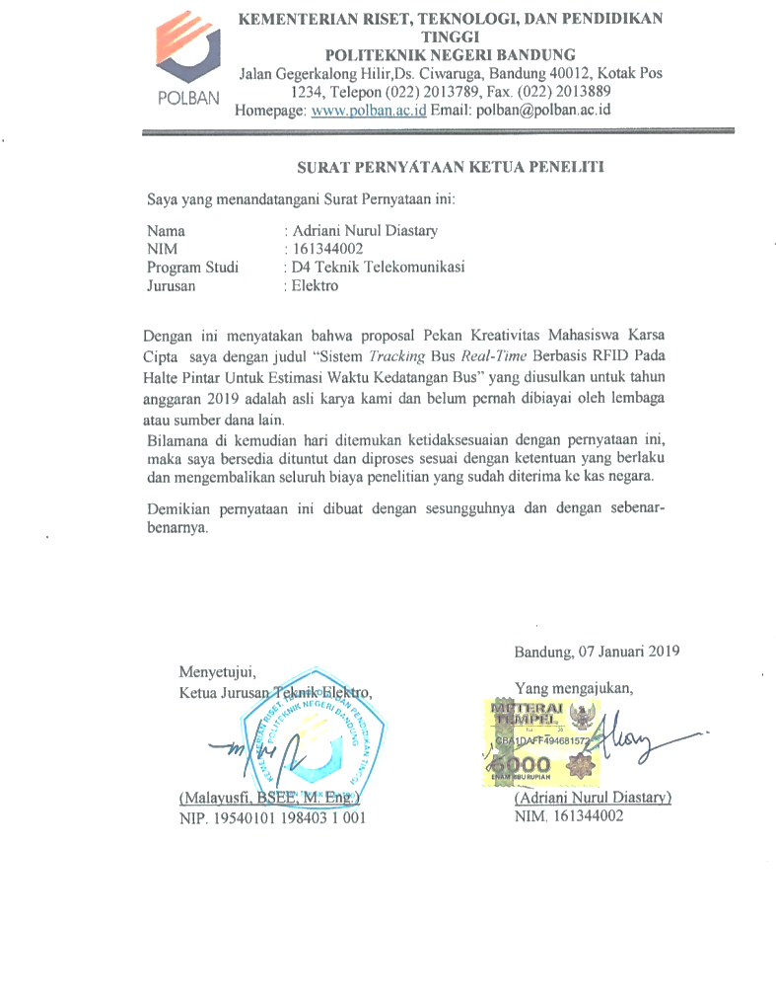 KEMENTERIAN RISET, TEKNOLOGI, DAN PENDIDIKAN
TINGGI
POLITEKNIK NEGERI BANDUNG
Jalan Gegerkalong Hilir,Ds. Ciwaruga, Bandung 40012, Kotak Pos
1234, Telepon (022) 2013789, Fax. (022) 2013889
Homepage: www.polban.ac.id Email: polban@polban.ac.id
POLBAN
SURAT PERNYATAAN KETUA PENELITI
Saya yang menandatangani Surat Pernyataan ini:
Nama : Adriani Nurul Diastary
NIM : 161344002
Program Studi : D4 Teknik Telekomunikasi
Jurusan : Elektro
Dengan ini menyatakan bahwa proposal Pekan Kreativitas Mahasiswa Karsa
Cipta saya dengan judul “Sistem Tracking Bus Real-Time Berbasis RFID Pada
Halte Pintar Untuk Estimasi Waktu Kedatangan Bus” yang diusulkan untuk tahun
anggaran 2019 adalah asli karya kami dan belum pernah dibiayai oleh lembaga
atau sumber dana lain.
Bilamana di kemudian hari ditemukan ketidaksesuaian dengan pernyataan ini,
maka saya bersedia dituntut dan diproses sesuai dengan ketentuan yang berlaku
dan mengembalikan seluruh biaya penelitian yang sudah diterima ke kas negara.
Demikian pernyataan ini dibuat dengan sesungguhnya dan dengan sebenar-
benarnya.
Bandung, 07 Januari 2019
Menyetujui,
Ketua Jurusan Teknik Elektro,
KEMENTERIAN RISET, TEKNOLOGI DAN PENDIDIKAN TINGGI
POLITEKNIK NEGERI BANDUNG
(Malayusfi, BSEE, M. Eng.)
NIP. 19540101 198403 1 001
Yang mengajukan,
METERAI
TEMPEL
6000
ENAM RIBU RUPIAH
(Adriani Nurul Diastary)
NIM. 161344002